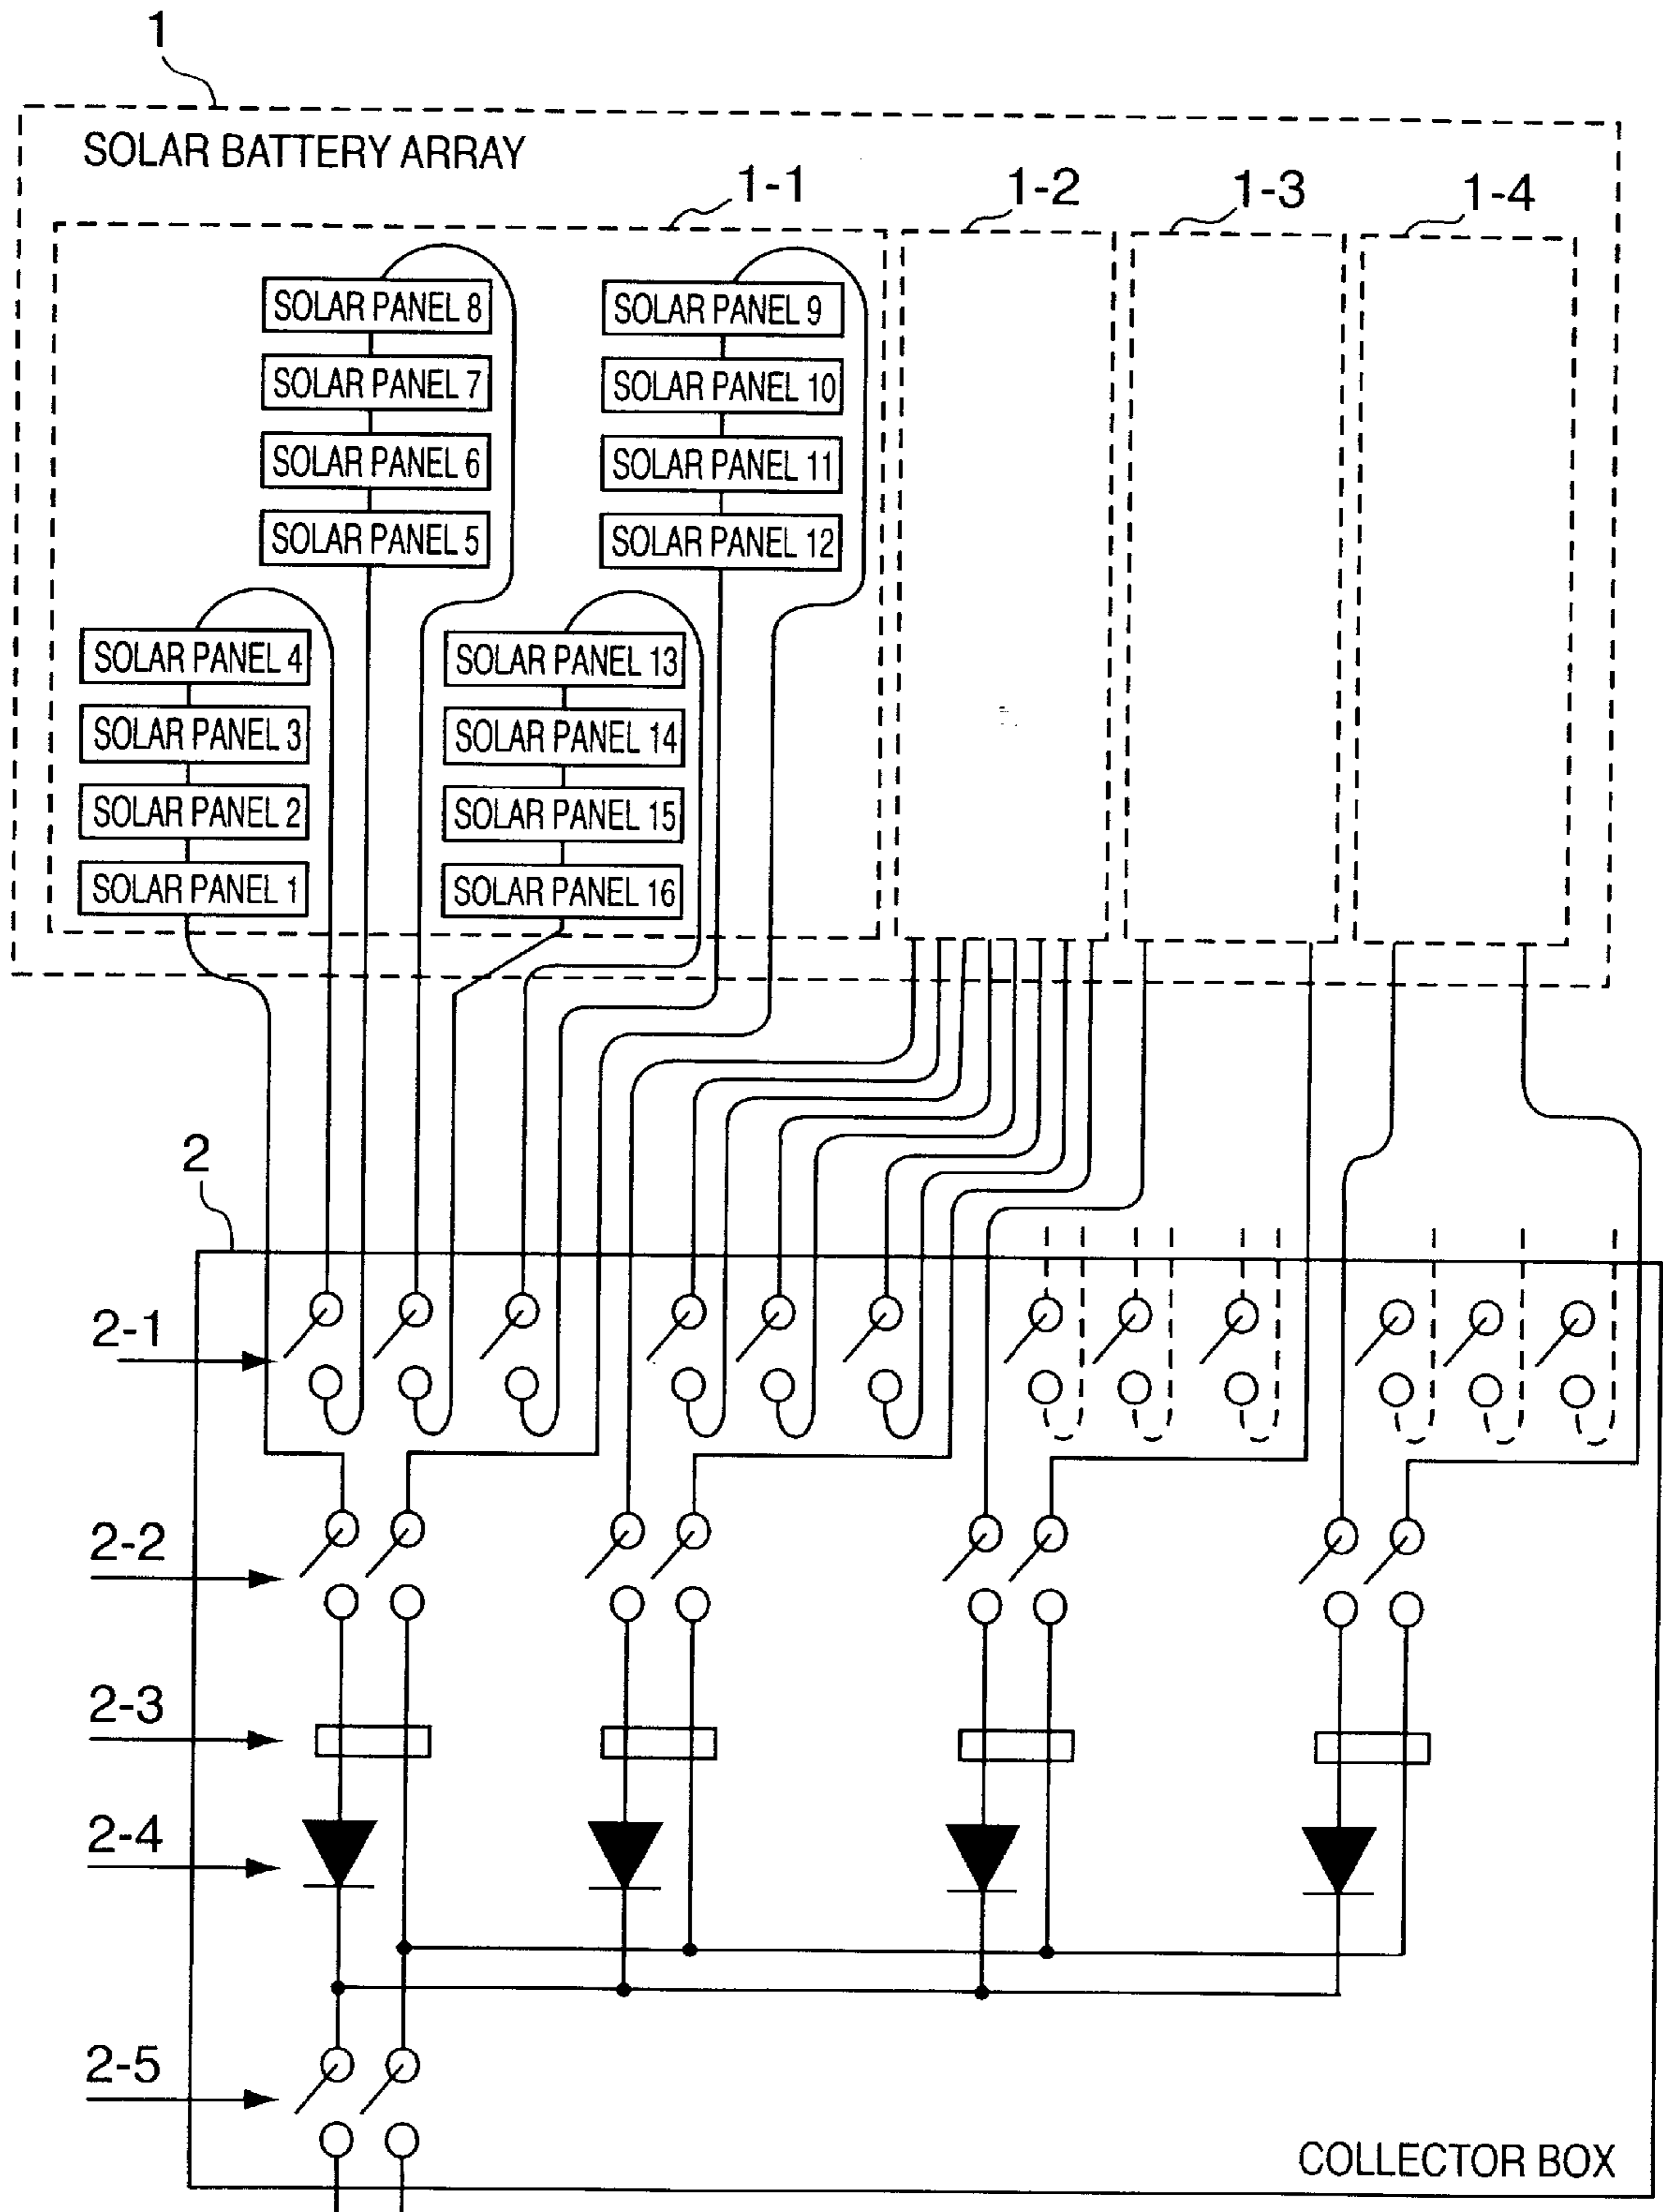 1
SOLAR BATTERY ARRAY
1-1
1-2
1-3
1-4
SOLAR PANEL 8
SOLAR PANEL 7
SOLAR PANEL 6
SOLAR PANEL 5
SOLAR PANEL 9
SOLAR PANEL 10
SOLAR PANEL 11
SOLAR PANEL 12
SOLAR PANEL 4
SOLAR PANEL 3
SOLAR PANEL 2
SOLAR PANEL 1
SOLAR PANEL 13
SOLAR PANEL 14
SOLAR PANEL 15
SOLAR PANEL 16
2
2-1
2-2
2-3
2-4
2-5
COLLECTOR BOX